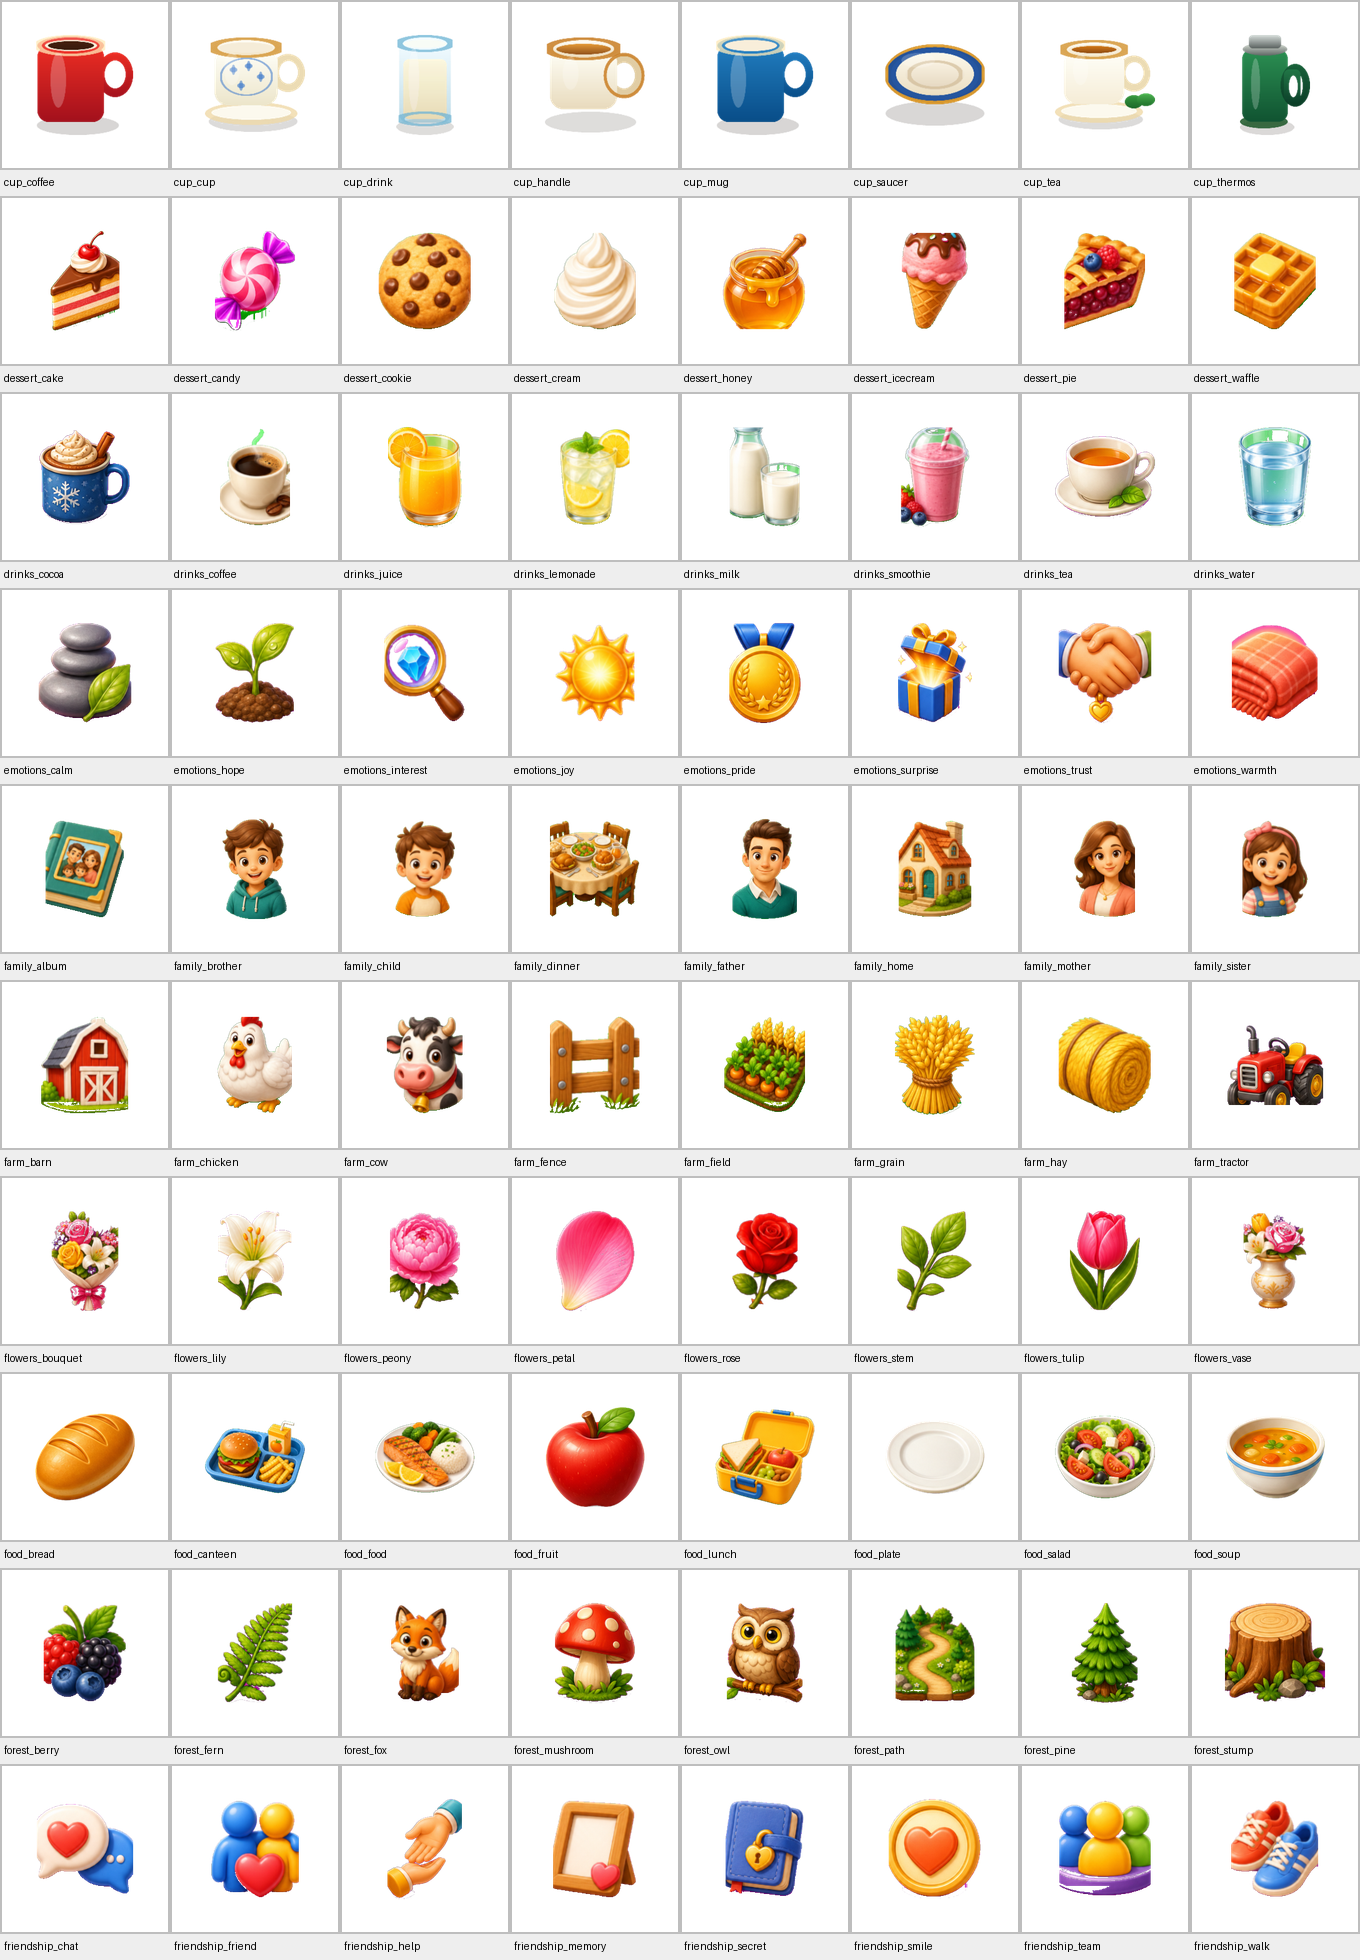 cup_coffee cup_cup cup_drink cup_handle cup_mug cup_saucer cup_tea cup_thermos
dessert_cake dessert_candy dessert_cookie dessert_cream dessert_honey dessert_icecream dessert_pie dessert_waffle
drinks_cocoa drinks_coffee drinks_juice drinks_lemonade drinks_milk drinks_smoothie drinks_tea drinks_water
emotions_calm emotions_hope emotions_interest emotions_joy emotions_pride emotions_surprise emotions_trust emotions_warmth
family_album family_brother family_child family_dinner family_father family_home family_mother family_sister
farm_barn farm_chicken farm_cow farm_fence farm_field farm_grain farm_hay farm_tractor
flowers_bouquet flowers_lily flowers_peony flowers_petal flowers_rose flowers_stem flowers_tulip flowers_vase
food_bread food_canteen food_food food_fruit food_lunch food_plate food_salad food_soup
forest_berry forest_fern forest_fox forest_mushroom forest_owl forest_path forest_pine forest_stump
friendship_chat friendship_friend friendship_help friendship_memory friendship_secret friendship_smile friendship_team friendship_walk